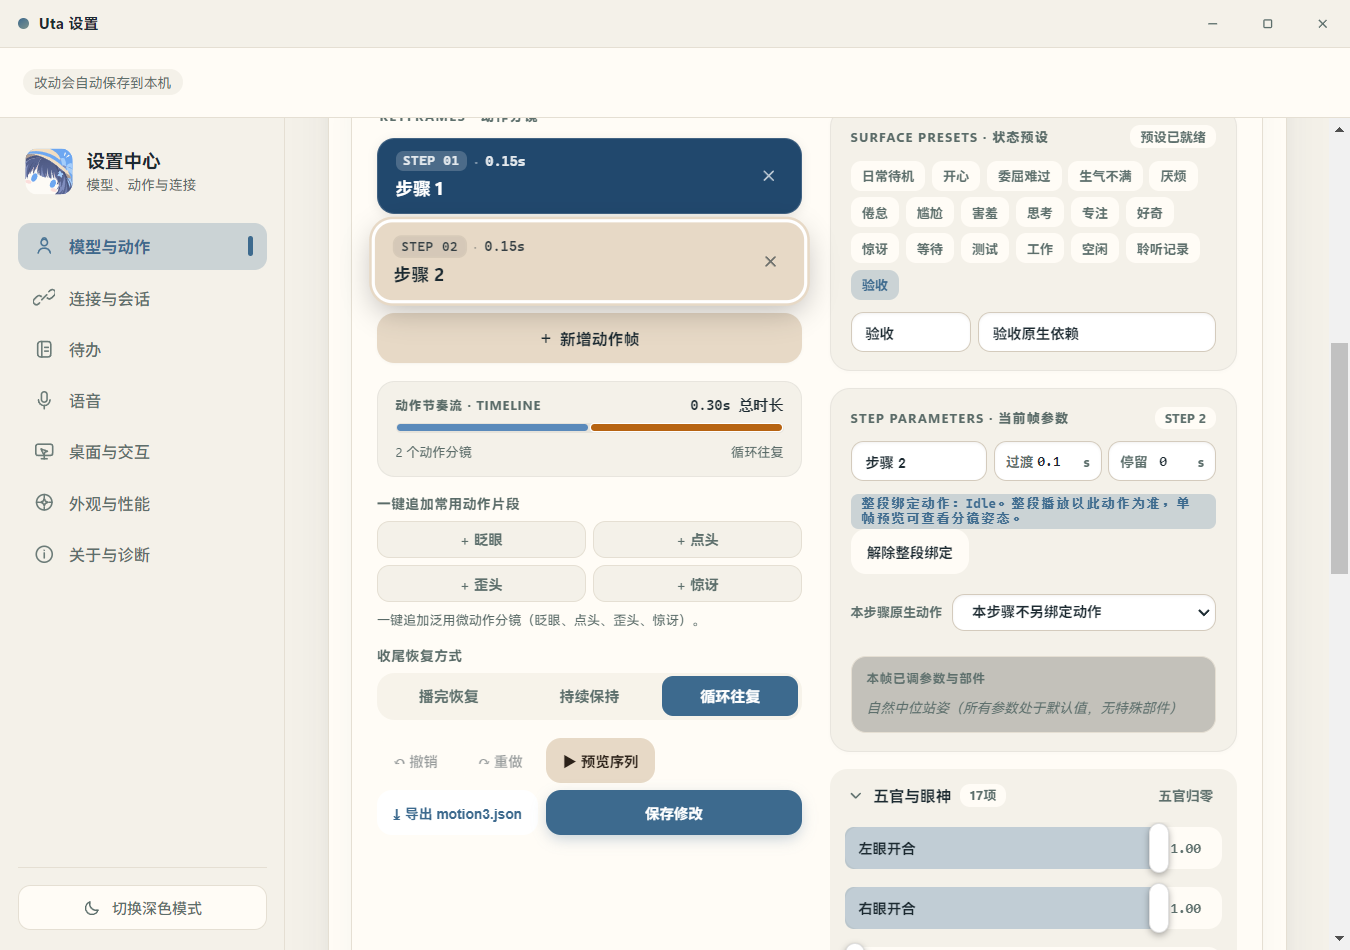 Uta 设置
改动会自动保存到本机
设置中心
模型、动作与连接
模型与动作
连接与会话
待办
语音
桌面与交互
外观与性能
关于与诊断
切换深色模式
KEYFRAMES · 动作分镜
STEP 01 · 0.15s
步骤 1
STEP 02 · 0.15s
步骤 2
+ 新增动作帧
动作节奏流 · TIMELINE 0.30s 总时长
2 个动作分镜 循环往复
一键追加常用动作片段
+ 眨眼 + 点头
+ 歪头 + 惊讶
一键追加泛用微动作分镜（眨眼、点头、歪头、惊讶）。
收尾恢复方式
播完恢复 持续保持 循环往复
撤销 重做 ▶ 预览序列
导出 motion3.json 保存修改
SURFACE PRESETS · 状态预设 预设已就绪
日常待机 开心 委屈难过 生气不满 厌烦
倦怠 尴尬 害羞 思考 专注 好奇
惊讶 等待 测试 工作 空闲 聆听记录
验收
验收 验收原生依赖
STEP PARAMETERS · 当前帧参数 STEP 2
步骤 2 过渡 0.1 s 停留 0 s
整段绑定动作：Idle。整段播放以此动作为准，单
帧预览可查看分镜姿态。
解除整段绑定
本步骤原生动作 本步骤不另绑定动作
本帧已调参数与部件
自然中位站姿（所有参数处于默认值，无特殊部件）
五官与眼神 17项 五官归零
左眼开合 1.00
右眼开合 1.00